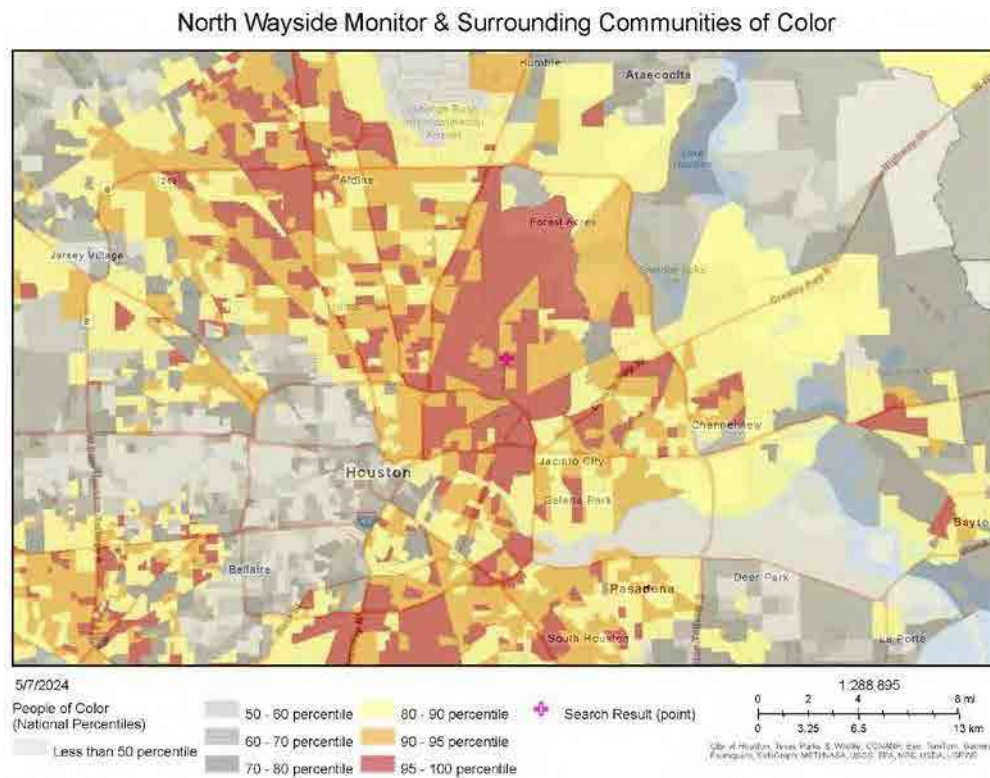 North Wayside Monitor & Surrounding Communities of Color
Humble
Atascocita
Aldine
Forest Acres
Jersey Village
Channelview
Jacinto City
Houston
Galena Park
Bellaire
Pasadena
Deer Park
South Houston
La Porte
5/7/2024
People of Color
(National Percentiles)
Less than 50 percentile
50 - 60 percentile
60 - 70 percentile
70 - 80 percentile
80 - 90 percentile
90 - 95 percentile
95 - 100 percentile
Search Result (point)
1:288,895
0 2 4 8 mi
0 3.25 6.5 13 km